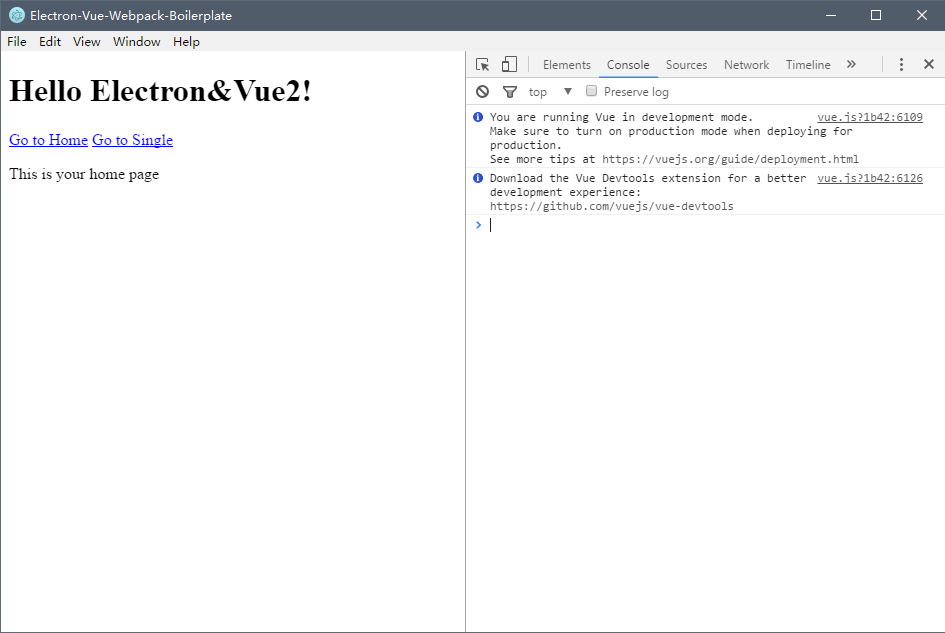 Electron-Vue-Webpack-Boilerplate
File Edit View Window Help
Hello Electron&Vue2!
Go to Home Go to Single
This is your home page
Elements Console Sources Network Timeline »
top Preserve log
You are running Vue in development mode. vue.js?1b42:6109
Make sure to turn on production mode when deploying for
production.
See more tips at https://vuejs.org/guide/deployment.html
Download the Vue Devtools extension for a better vue.js?1b42:6126
development experience:
https://github.com/vuejs/vue-devtools